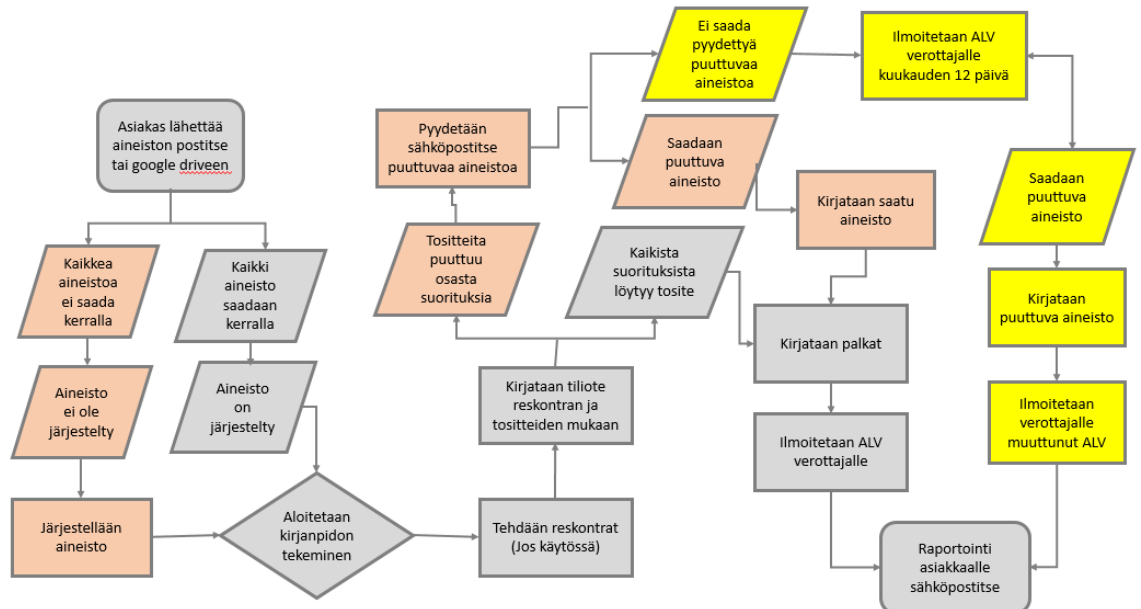 Asiakas lähettää
aineiston postitse
tai google driveen
Kaikkea
aineistoa
ei saada
kerralla
Kaikki
aineisto
saadaan
kerralla
Aineisto
ei ole
järjestelty
Aineisto
on
järjestelty
Järjestellään
aineisto
Aloitetaan
kirjanpidon
tekeminen
Tehdään reskontrat
(Jos käytössä)
Kirjataan tiliote
reskontran ja
tositteiden mukaan
Tositteita
puuttuu
osasta
suorituksia
Kaikista
suorituksista
löytyy tosite
Pyydetään
sähköpostitse
puuttuvaa aineistoa
Ei saada
pyydettyä
puuttuvaa
aineistoa
Saadaan
puuttuva
aineisto
Kirjataan saatu
aineisto
Kirjataan palkat
Ilmoitetaan ALV
verottajalle
Ilmoitetaan ALV
verottajalle
kuukauden 12 päivä
Saadaan
puuttuva
aineisto
Kirjataan
puuttuva aineisto
Ilmoitetaan
verottajalle
muuttunut ALV
Raportointi
asiakkaalle
sähköpostitse